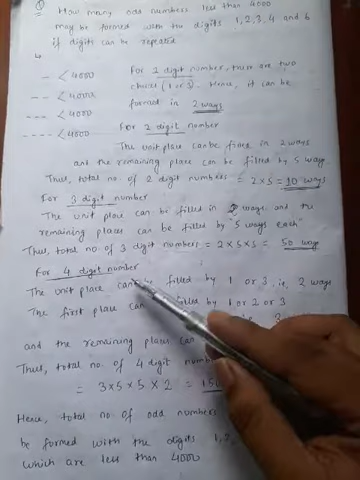 ① How many odd numbers less than 4000
may be formed with the digits 1,2,3,4 and 6
if digits can be repeated
- < 4000 For 1 digit number, there are two
choice (1 or 3). Hence, it can be
-- < 4000 formed in 2 ways
--- < 4000 For 2 digit number
---- < 4000 The unit place can be filled in 2 ways
and the remaining place can be filled by 5 ways
Thus, total no of 2 digit numbers = 2 × 5 = 10 ways
For 3 digit number
The unit place can be filled in 2 ways and the
remaining places can be filled by "5 ways each"
Thus, total no. of 3 digit numbers = 2 × 5 × 5 = 50 ways
For 4 digit number
The unit place can filled by 1 or 3, ie, 2 ways
The first place can filled by 1 or 2 or 3
3
and the remaining places can
Thus, total no. of 4 digit number
= 3 × 5 × 5 × 2 =
Hence, total no. of odd numbers
be formed with the digits 1,2,
which are less than 4000